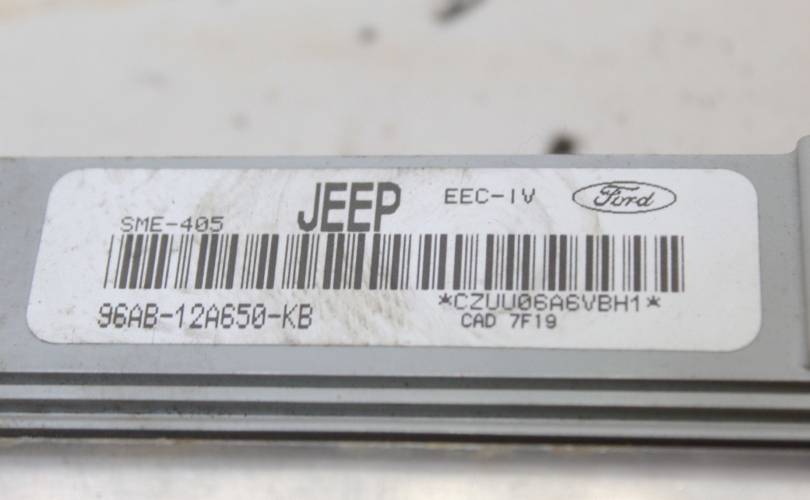 SME-405 JEEP EEC-IV Ford
96AB-12A650-KB *CZUU06A6VBH1*
CAD 7F19